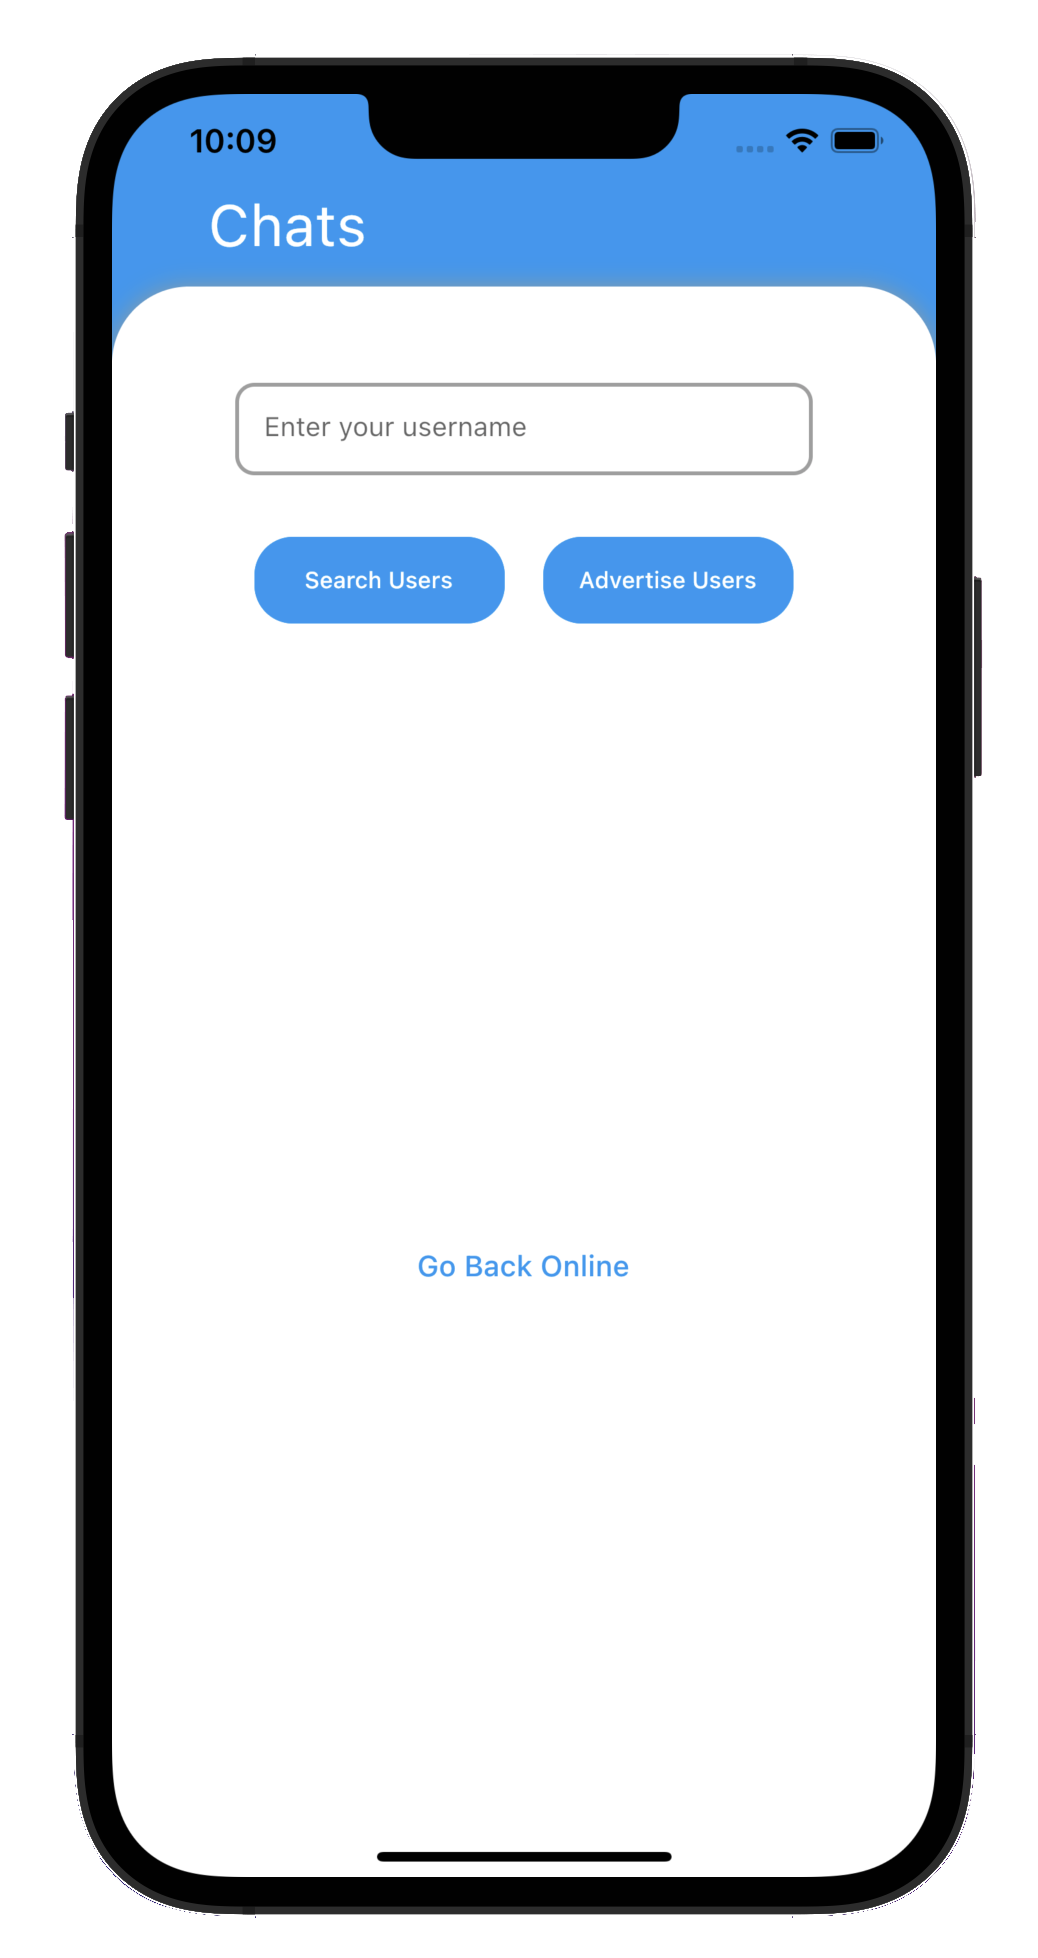 10:09
Chats
Enter your username
Search Users
Advertise Users
Go Back Online